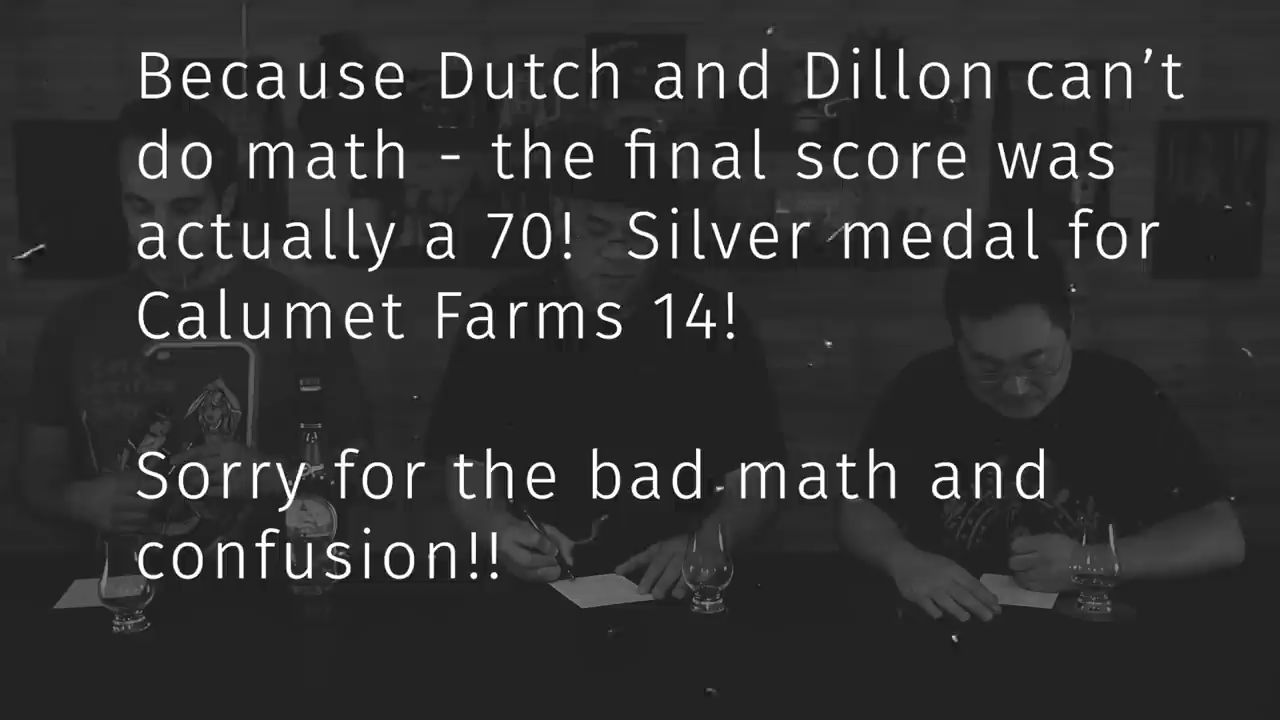 Because Dutch and Dillon can’t
do math - the final score was
actually a 70!  Silver medal for
Calumet Farms 14!
Sorry for the bad math and
confusion!!